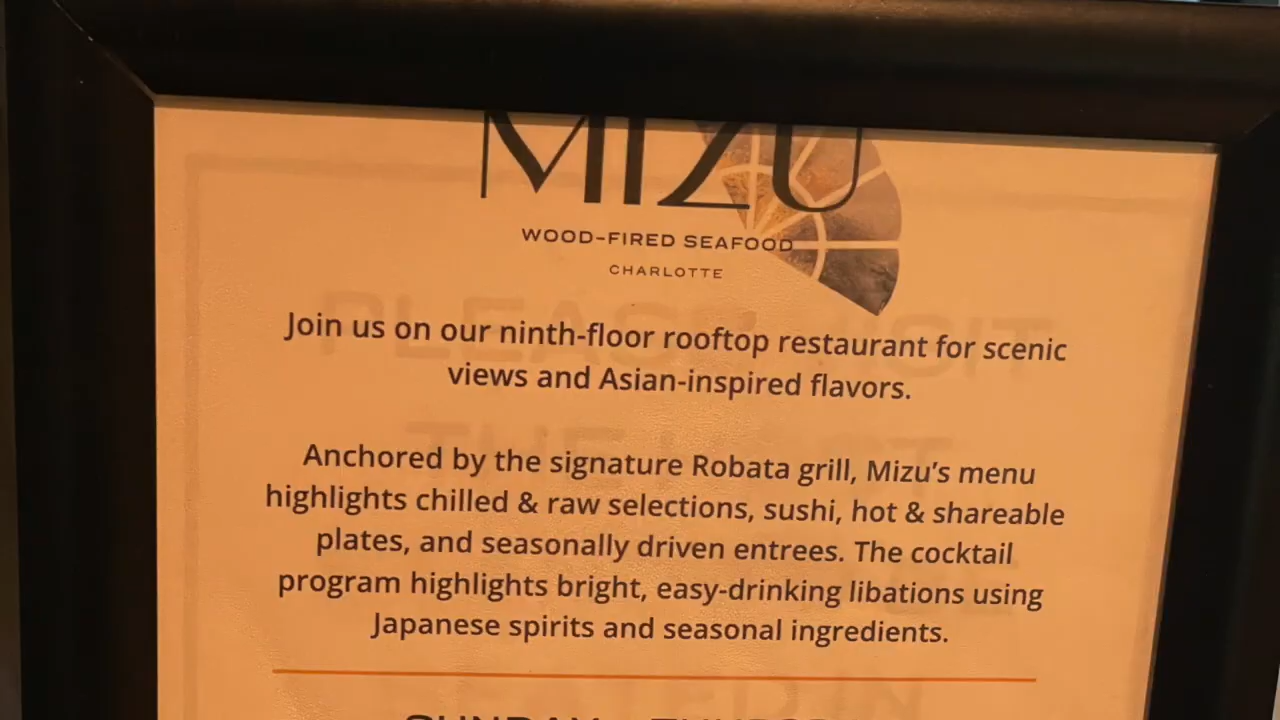 MIZU
WOOD-FIRED SEAFOOD
CHARLOTTE
Join us on our ninth-floor rooftop restaurant for scenic
views and Asian-inspired flavors.
Anchored by the signature Robata grill, Mizu's menu
highlights chilled & raw selections, sushi, hot & shareable
plates, and seasonally driven entrees. The cocktail
program highlights bright, easy-drinking libations using
Japanese spirits and seasonal ingredients.